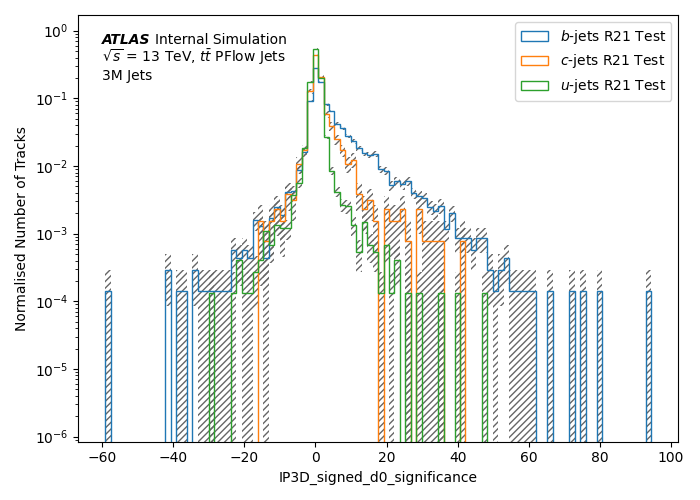 ATLAS Internal Simulation
√s = 13 TeV, tt̄ PFlow Jets
3M Jets
b-jets R21 Test
c-jets R21 Test
u-jets R21 Test
Normalised Number of Tracks
10⁰
10⁻¹
10⁻²
10⁻³
10⁻⁴
10⁻⁵
10⁻⁶
−60 −40 −20 0 20 40 60 80 100
IP3D_signed_d0_significance